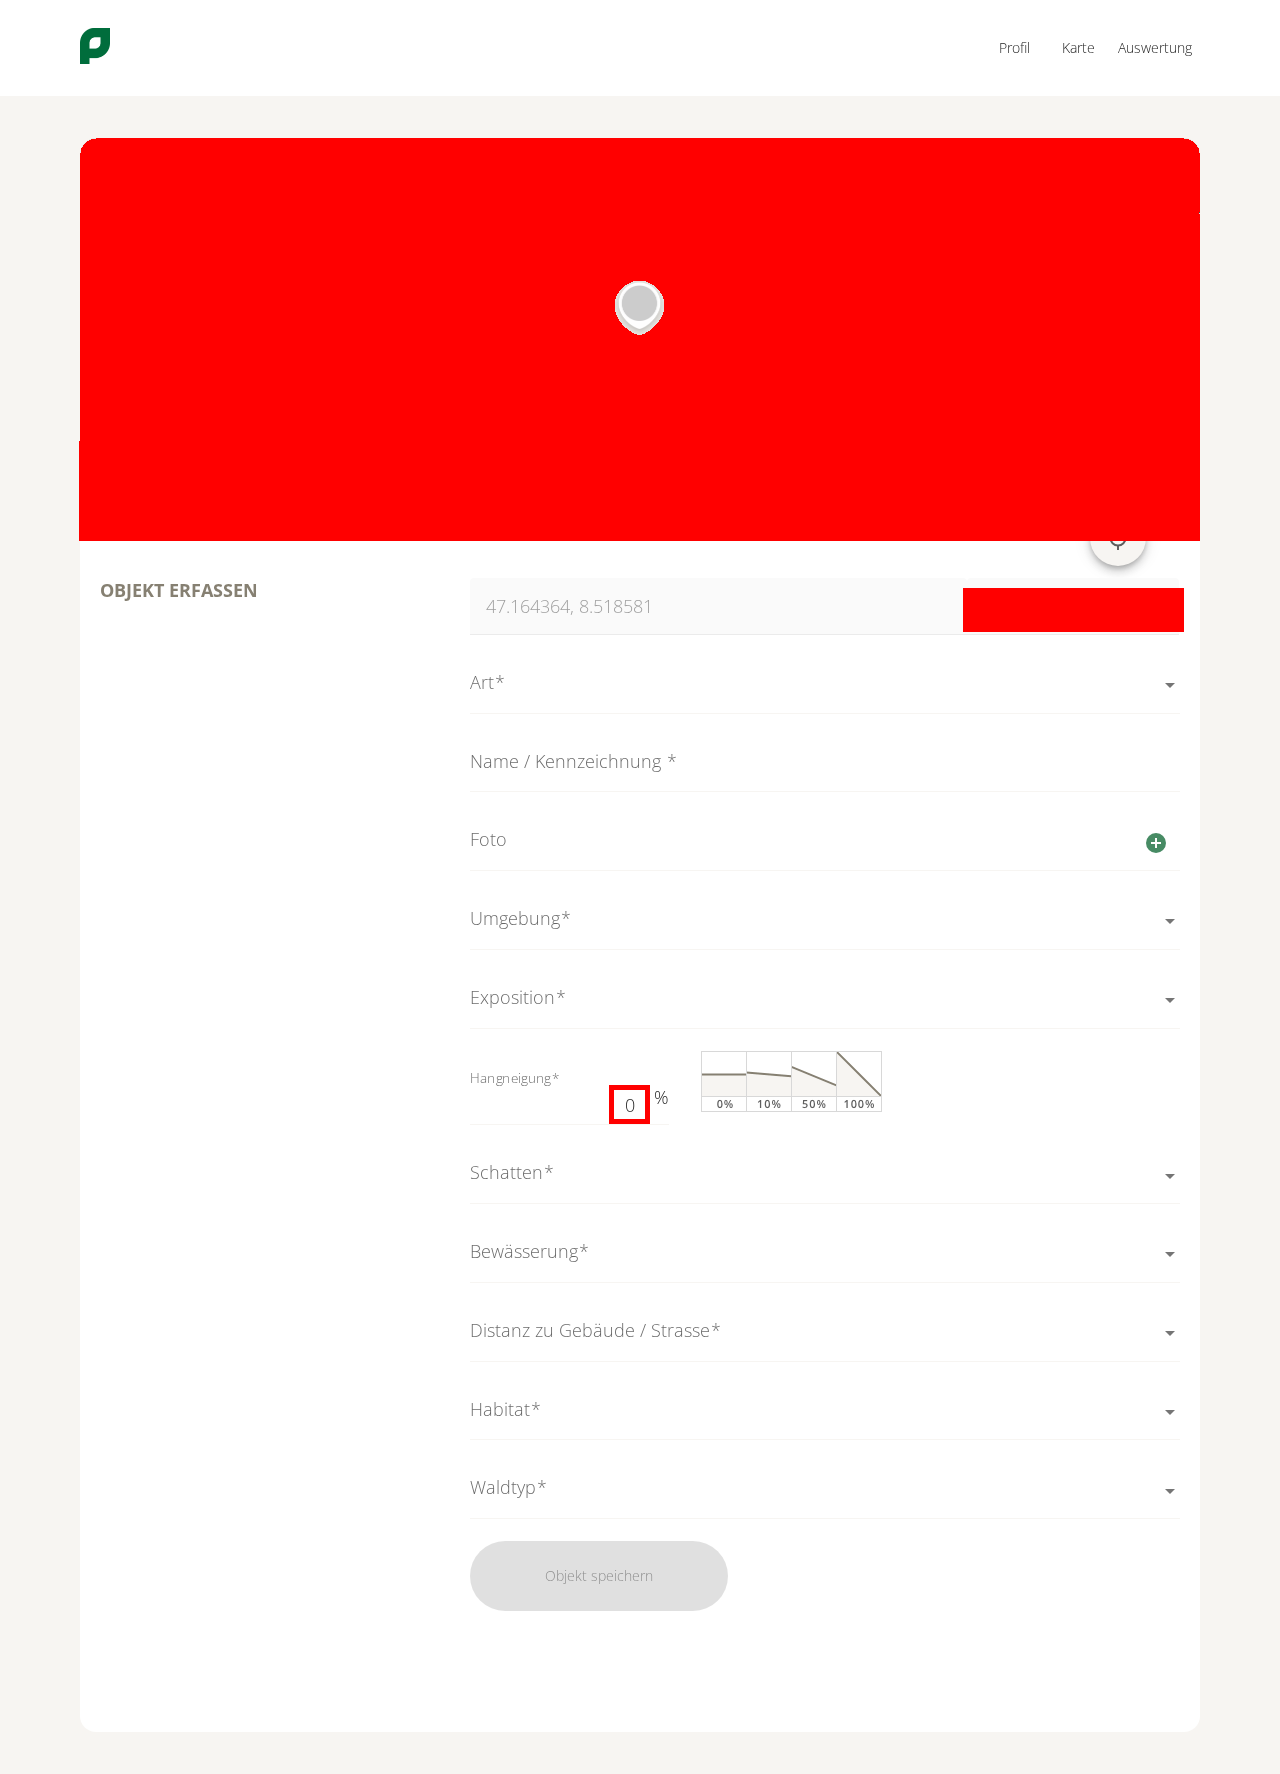 Profil Karte Auswertung
OBJEKT ERFASSEN
47.164364, 8.518581
Art*
Name / Kennzeichnung *
Foto
Umgebung*
Exposition*
Hangneigung*
0 %
0% 10% 50% 100%
Schatten*
Bewässerung*
Distanz zu Gebäude / Strasse*
Habitat*
Waldtyp*
Objekt speichern